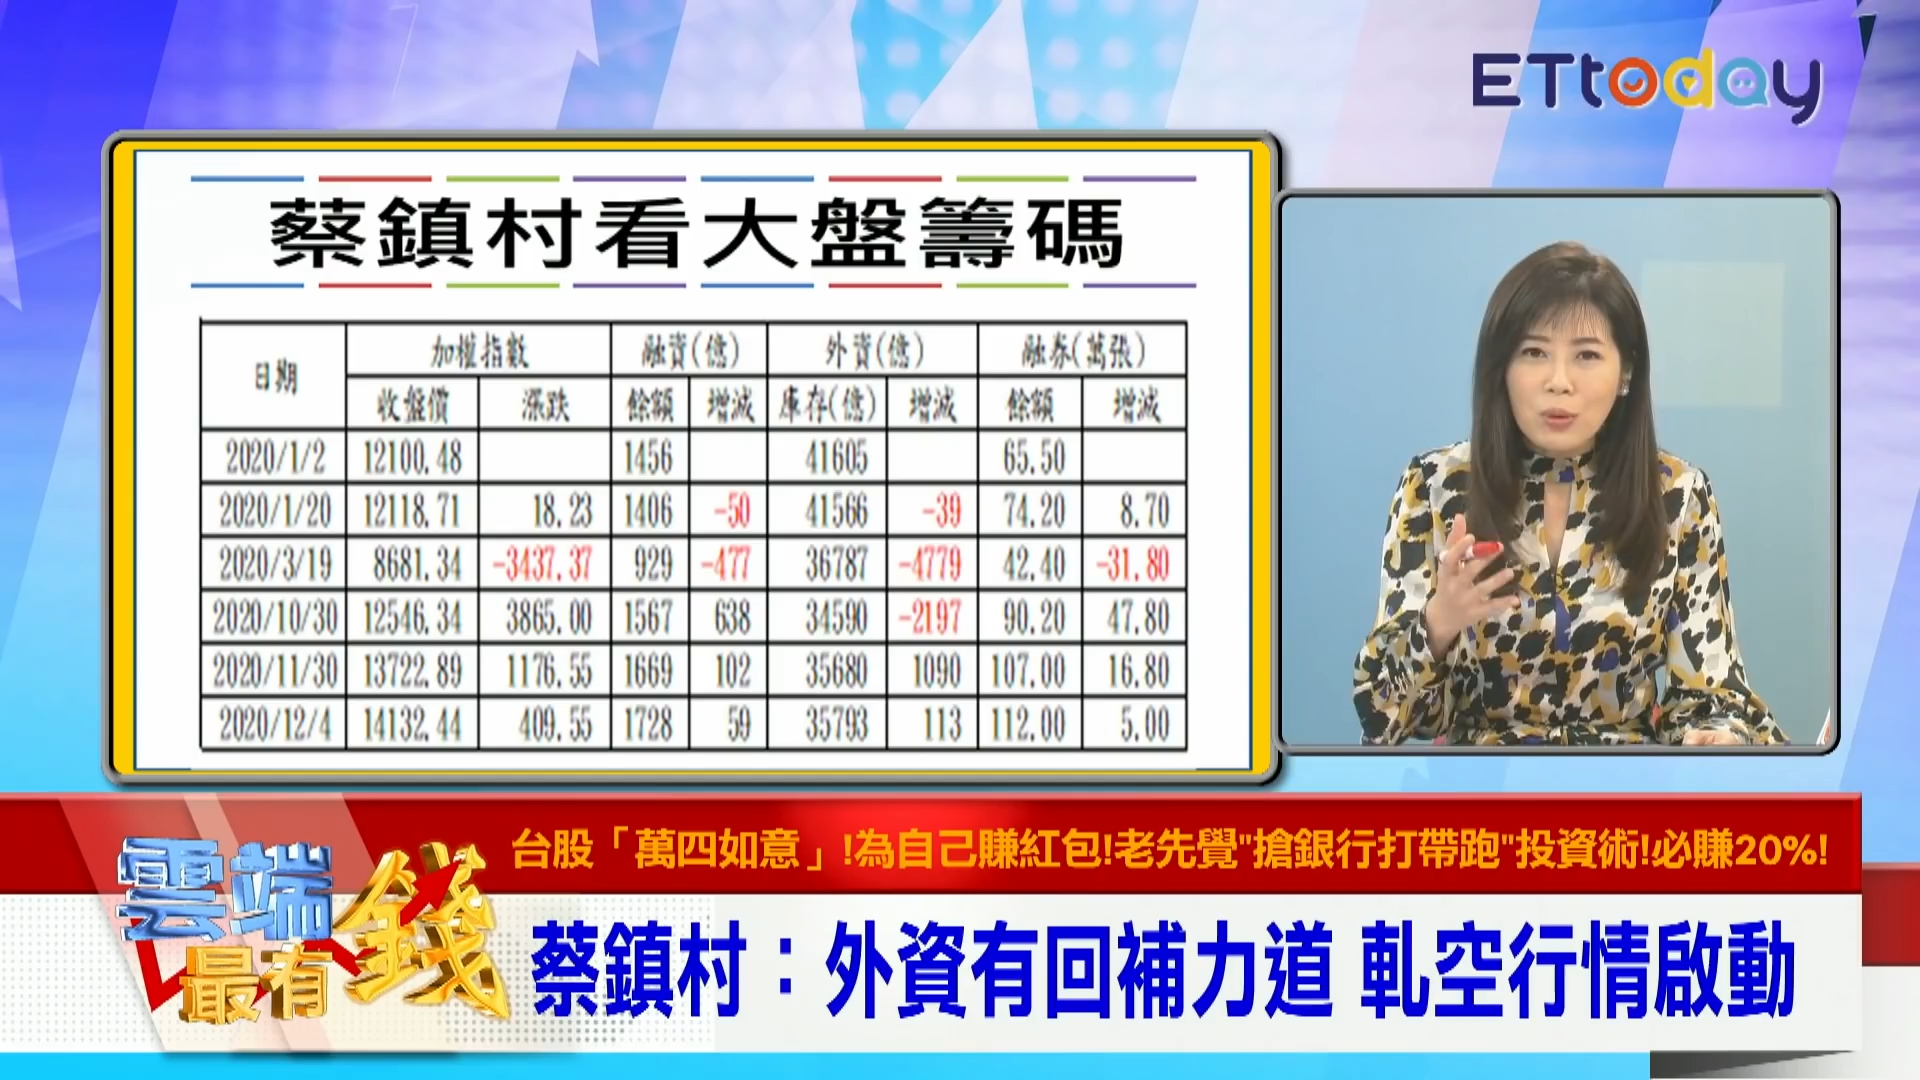 ETtoday
蔡鎮村看大盤籌碼
日期 加權指數 融資(億) 外資(億) 融券(萬張)
收盤價 漲跌 餘額 增減 庫存(億) 增減 餘額 增減
2020/1/2 12100.48 1456 41605 65.50
2020/1/20 12118.71 18.23 1406 -50 41566 -39 74.20 8.70
2020/3/19 8681.34 -3437.37 929 -477 36787 -4779 42.40 -31.80
2020/10/30 12546.34 3865.00 1567 638 34590 -2197 90.20 47.80
2020/11/30 13722.89 1176.55 1669 102 35680 1090 107.00 16.80
2020/12/4 14132.44 409.55 1728 59 35793 113 112.00 5.00
台股「萬四如意」!為自己賺紅包!老先覺"搶銀行打帶跑"投資術!必賺20%!
雲端最有錢
蔡鎮村：外資有回補力道 軋空行情啟動